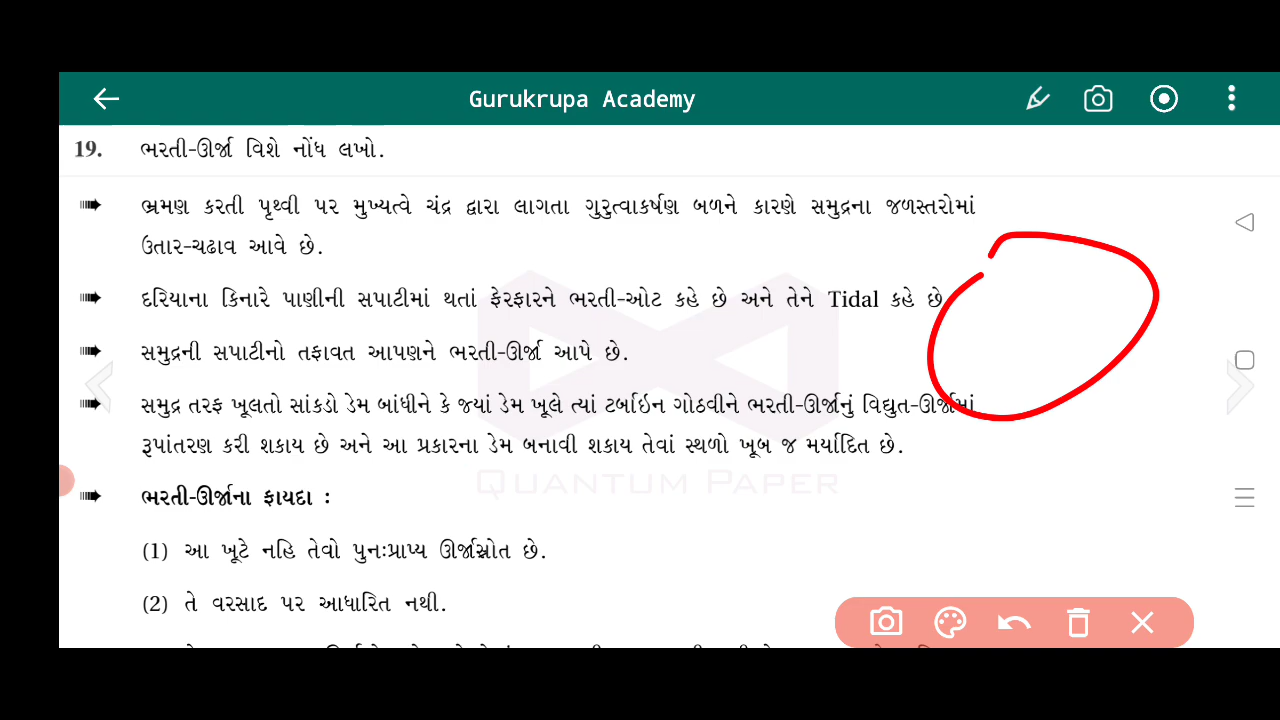 Gurukrupa Academy
19. ભરતી-ઊર્જા વિશે નોંધ લખો.
ભ્રમણ કરતી પૃથ્વી પર મુખ્યત્વે ચંદ્ર દ્વારા લાગતા ગુરુત્વાકર્ષણ બળને કારણે સમુદ્રના જળસ્તરોમાં
ઉતાર-ચઢાવ આવે છે.
દરિયાના કિનારે પાણીની સપાટીમાં થતાં ફેરફારને ભરતી-ઓટ કહે છે અને તેને Tidal કહે છે.
સમુદ્રની સપાટીનો તફાવત આપણને ભરતી-ઊર્જા આપે છે.
સમુદ્ર તરફ ખૂલતો સાંકડો ડેમ બાંધીને કે જ્યાં ડેમ ખૂલે ત્યાં ટર્બાઇન ગોઠવીને ભરતી-ઊર્જાનું વિદ્યુત-ઊર્જામાં
રૂપાંતરણ કરી શકાય છે અને આ પ્રકારના ડેમ બનાવી શકાય તેવાં સ્થળો ખૂબ જ મર્યાદિત છે.
QUANTUM PAPER
ભરતી-ઊર્જાના ફાયદા :
(1) આ ખૂટે નહિ તેવો પુનઃપ્રાપ્ય ઊર્જાસ્રોત છે.
(2) તે વરસાદ પર આધારિત નથી.